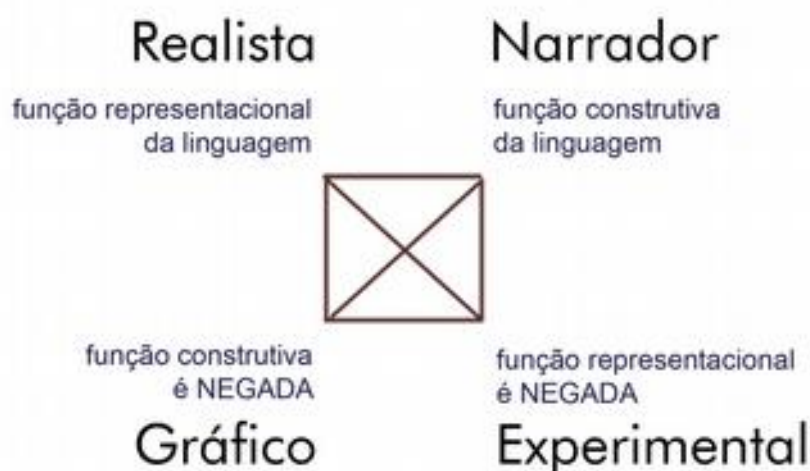 Realista
função representacional
da linguagem
Narrador
função construtiva
da linguagem
função construtiva
é NEGADA
Gráfico
função representacional
é NEGADA
Experimental